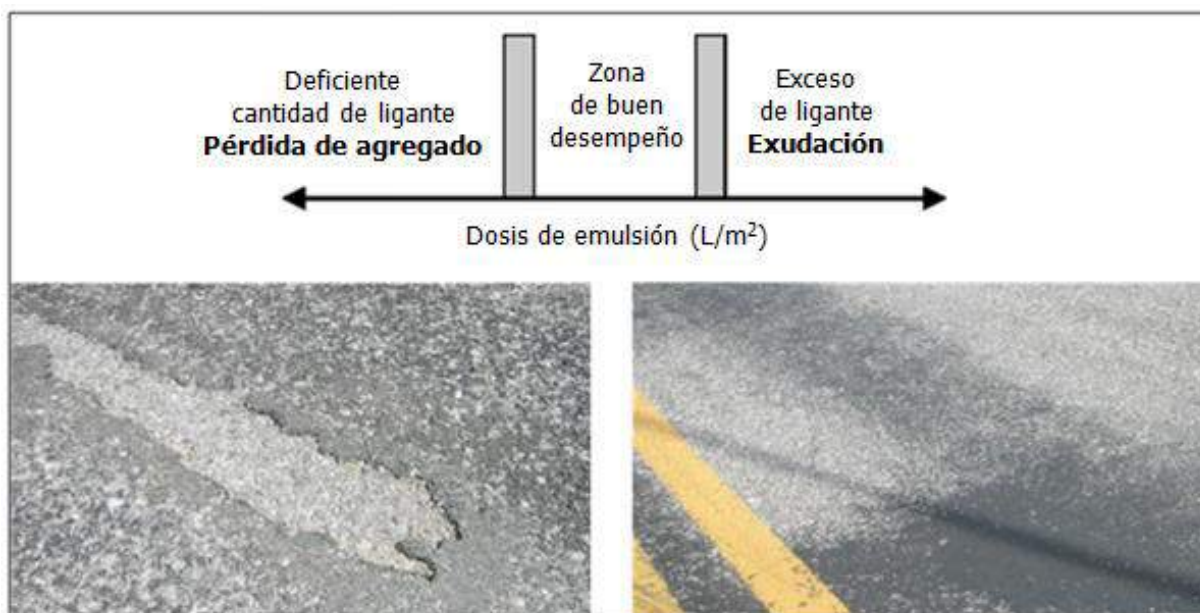 Deficiente
cantidad de ligante
Pérdida de agregado
Zona
de buen
desempeño
Exceso
de ligante
Exudación
Dosis de emulsión (L/m²)